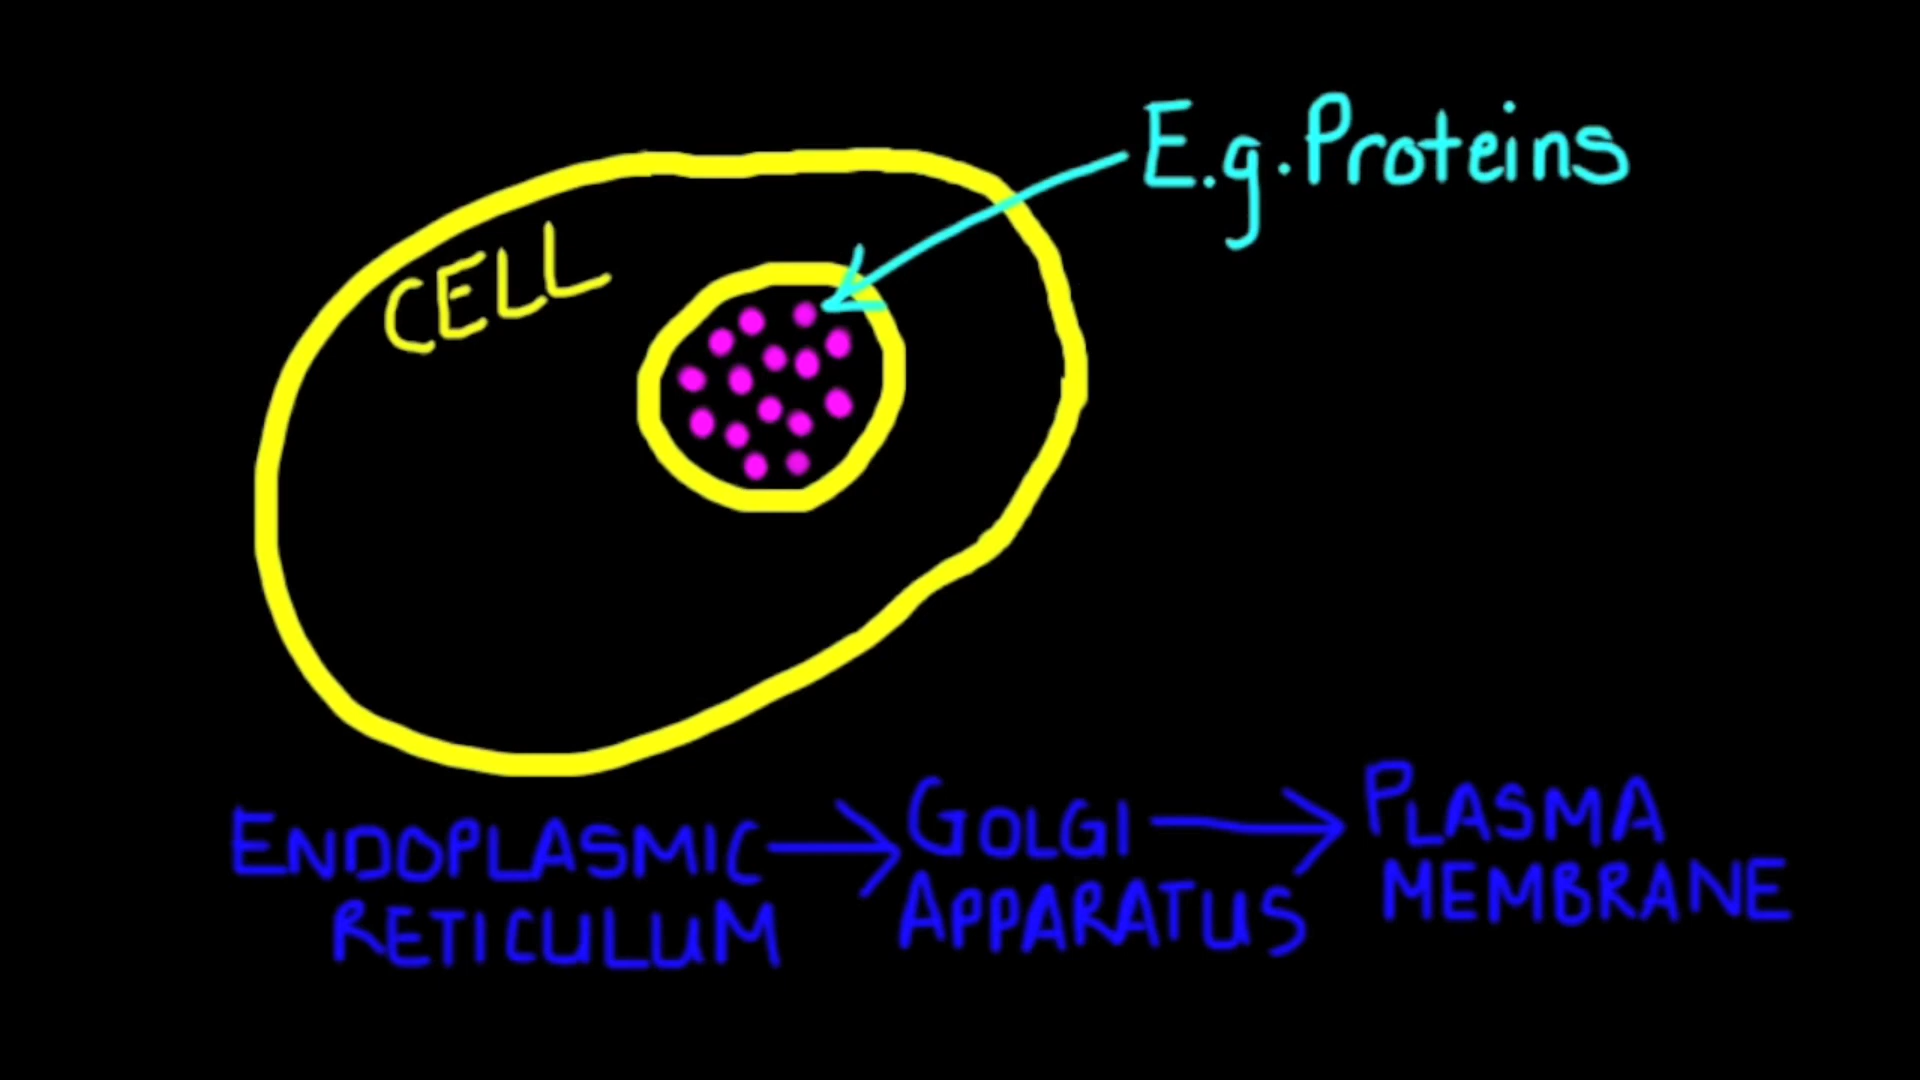 E.g. Proteins
CELL
ENDOPLASMIC → GOLGI → PLASMA
RETICULUM APPARATUS MEMBRANE